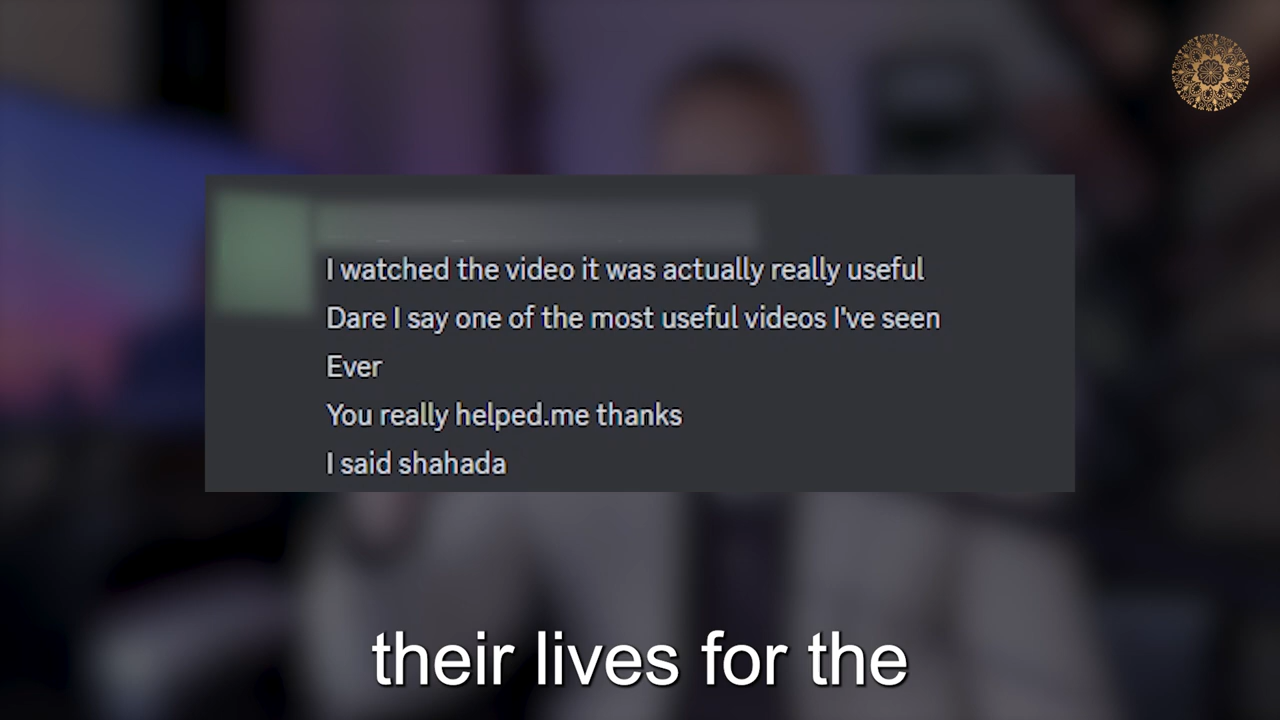 I watched the video it was actually really useful
Dare I say one of the most useful videos I've seen
Ever
You really helped.me thanks
I said shahada
their lives for the